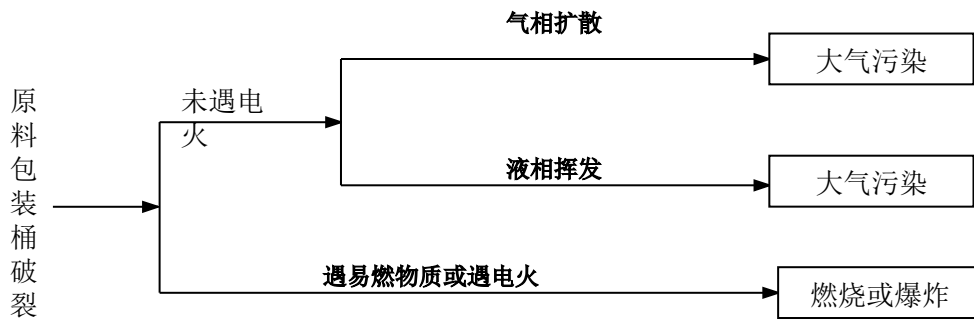 气相扩散
大气污染
未遇电
火
液相挥发
大气污染
原
料
包
装
桶
破
裂
遇易燃物质或遇电火
燃烧或爆炸